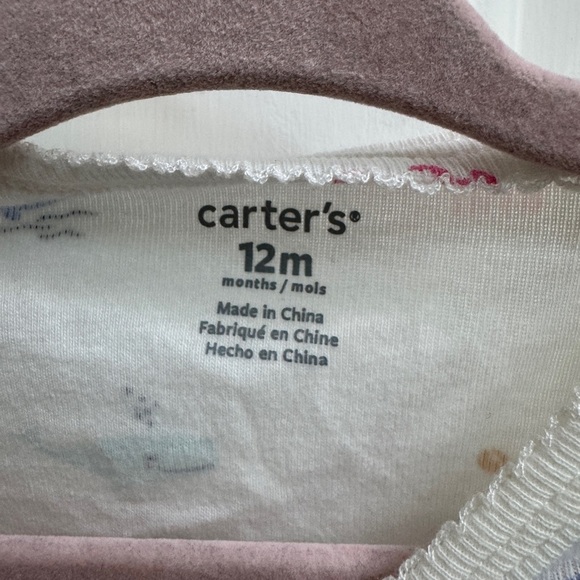 carter's®
12m
months / mois
Made in China
Fabriqué en Chine
Hecho en China